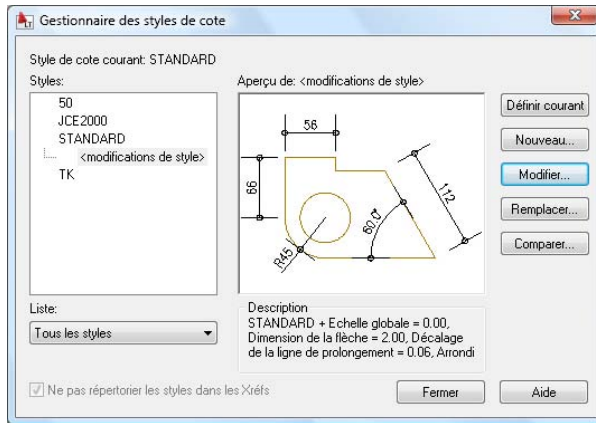 Gestionnaire des styles de cote
Style de cote courant: STANDARD
Styles:
50
JCE2000
STANDARD
<modifications de style>
TK
Aperçu de: <modifications de style>
56
66
112
60.0°
R45
Définir courant
Nouveau...
Modifier...
Remplacer...
Comparer...
Liste:
Tous les styles
Description
STANDARD + Echelle globale = 0.00,
Dimension de la flèche = 2.00, Décalage
de la ligne de prolongement = 0.06, Arrondi
Ne pas répertorier les styles dans les Xréfs
Fermer
Aide